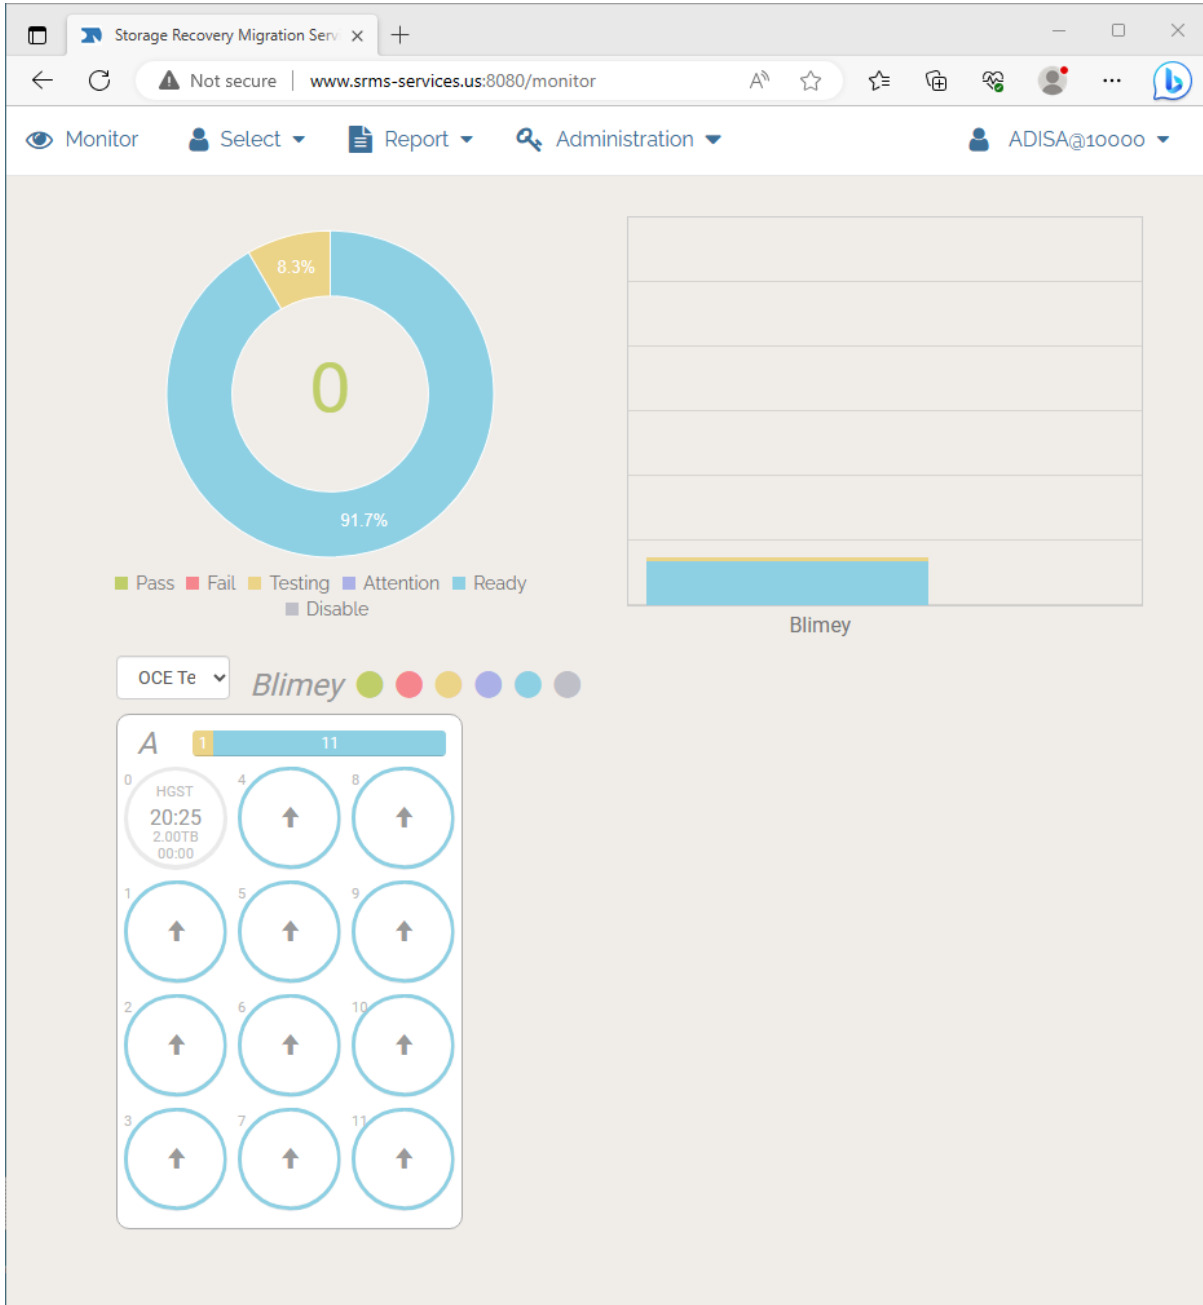 Storage Recovery Migration Serv
Not secure | www.srms-services.us:8080/monitor
Monitor Select Report Administration ADISA@10000
8.3%
0
91.7%
Pass Fail Testing Attention Ready
Disable
Blimey
OCE Te Blimey
A 1 11
0 4 8
HGST
20:25
2.00TB
00:00
1 5 9
2 6 10
3 7 11